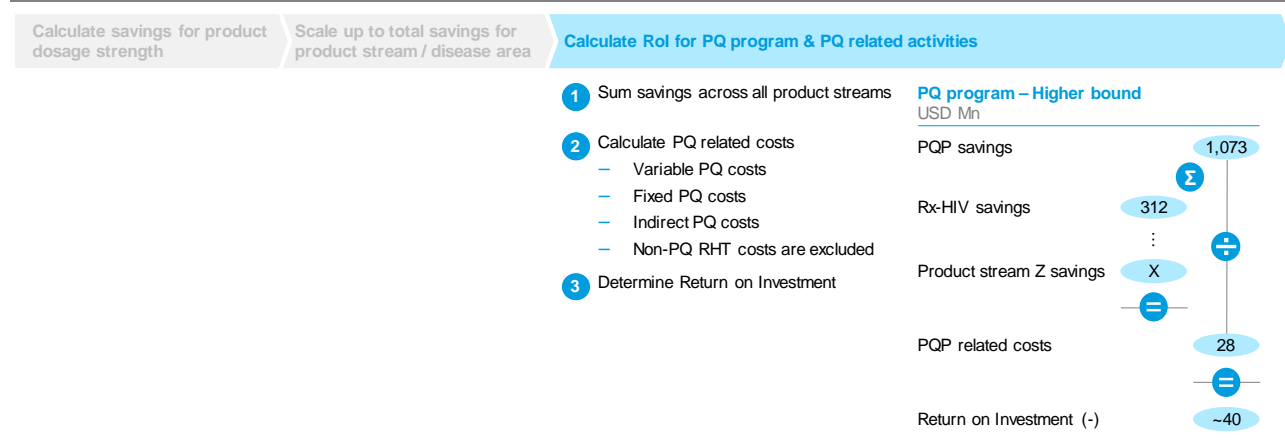 Calculate savings for product
dosage strength
Scale up to total savings for
product stream / disease area
Calculate RoI for PQ program & PQ related activities
1 Sum savings across all product streams
2 Calculate PQ related costs
– Variable PQ costs
– Fixed PQ costs
– Indirect PQ costs
– Non-PQ RHT costs are excluded
3 Determine Return on Investment
PQ program – Higher bound
USD Mn
PQP savings 1,073
Σ
Rx-HIV savings 312
⋮
÷
Product stream Z savings X
=
PQP related costs 28
=
Return on Investment (-) ~40